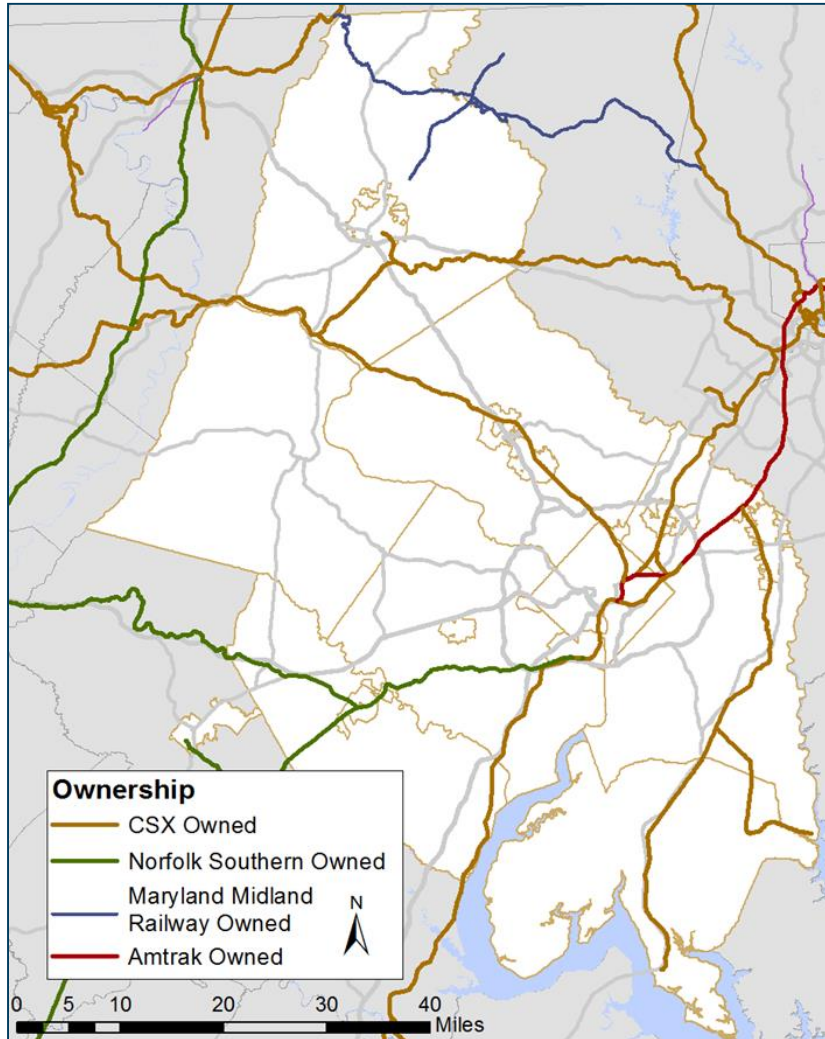 Ownership
CSX Owned
Norfolk Southern Owned
Maryland Midland
Railway Owned
Amtrak Owned
N
0 5 10 20 30 40
Miles